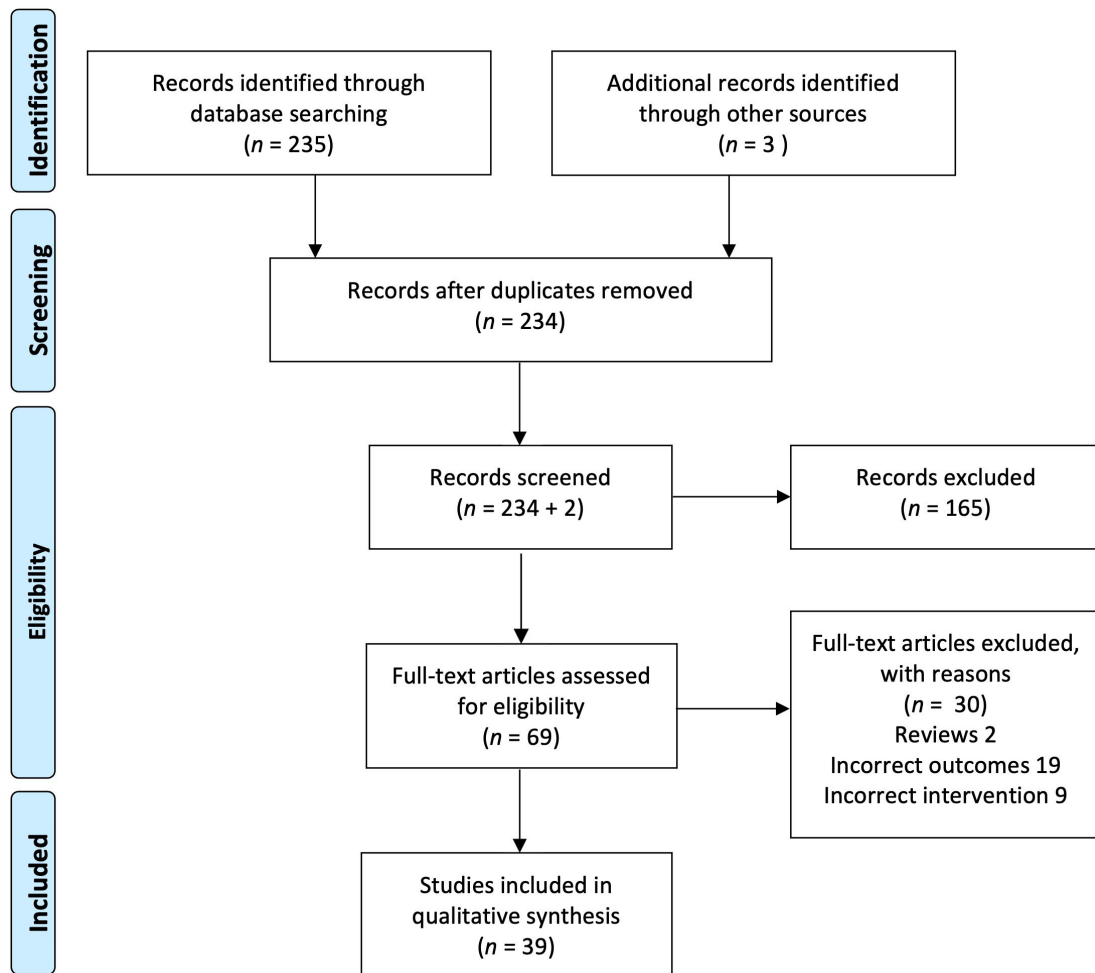 Identification
Records identified through
database searching
(n = 235)
Additional records identified
through other sources
(n = 3 )
Screening
Records after duplicates removed
(n = 234)
Eligibility
Records screened
(n = 234 + 2)
Records excluded
(n = 165)
Full-text articles assessed
for eligibility
(n = 69)
Full-text articles excluded,
with reasons
(n =  30)
Reviews 2
Incorrect outcomes 19
Incorrect intervention 9
Included
Studies included in
qualitative synthesis
(n = 39)